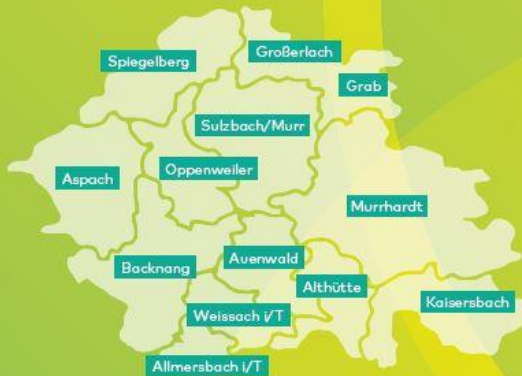 Großerlach
Spiegelberg
Grab
Sulzbach/Murr
Oppenweiler
Aspach
Murrhardt
Auenwald
Backnang
Althütte
Kaisersbach
Weissach i/T
Allmersbach i/T